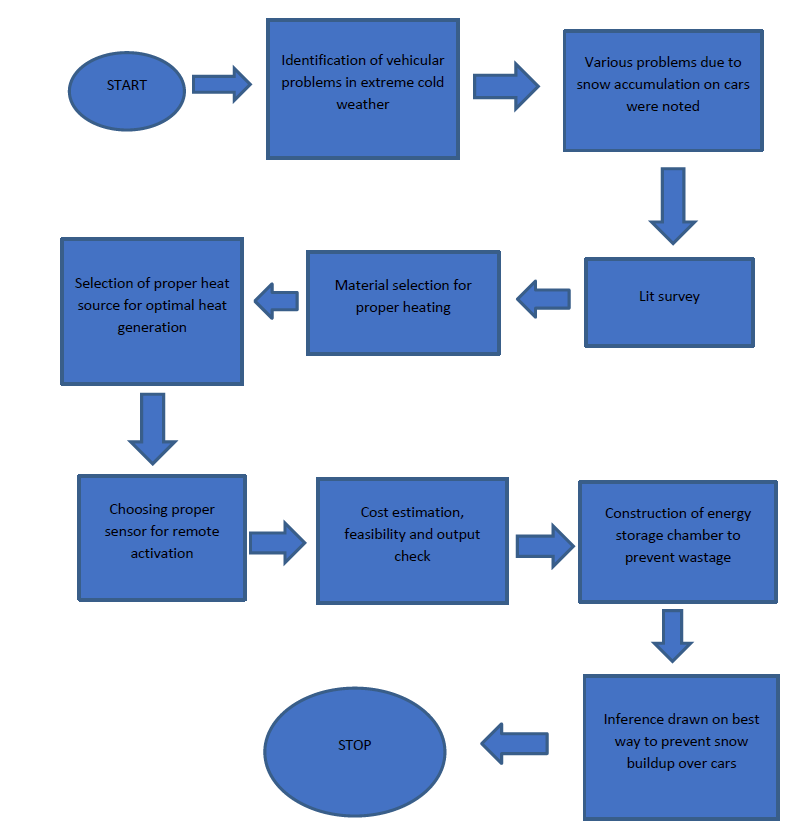 START
Identification of vehicular
problems in extreme cold
weather
Various problems due to
snow accumulation on cars
were noted
Lit survey
Material selection for
proper heating
Selection of proper heat
source for optimal heat
generation
Choosing proper
sensor for remote
activation
Cost estimation,
feasibility and output
check
Construction of energy
storage chamber to
prevent wastage
Inference drawn on best
way to prevent snow
buildup over cars
STOP